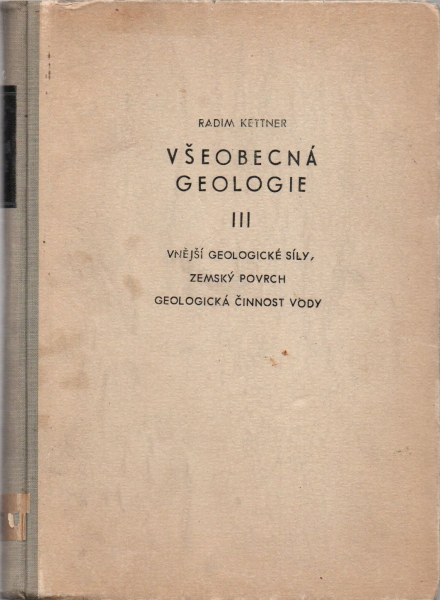 RADIM KETTNER
VŠEOBECNÁ
GEOLOGIE
III
VNĚJŠÍ GEOLOGICKÉ SÍLY,
ZEMSKÝ POVRCH
GEOLOGICKÁ ČINNOST VODY